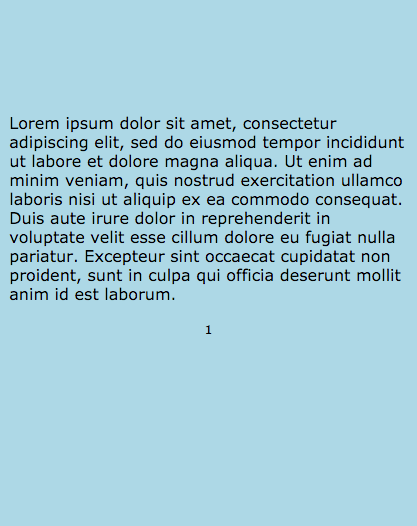 Lorem ipsum dolor sit amet, consectetur
adipiscing elit, sed do eiusmod tempor incididunt
ut labore et dolore magna aliqua. Ut enim ad
minim veniam, quis nostrud exercitation ullamco
laboris nisi ut aliquip ex ea commodo consequat.
Duis aute irure dolor in reprehenderit in
voluptate velit esse cillum dolore eu fugiat nulla
pariatur. Excepteur sint occaecat cupidatat non
proident, sunt in culpa qui officia deserunt mollit
anim id est laborum.
1